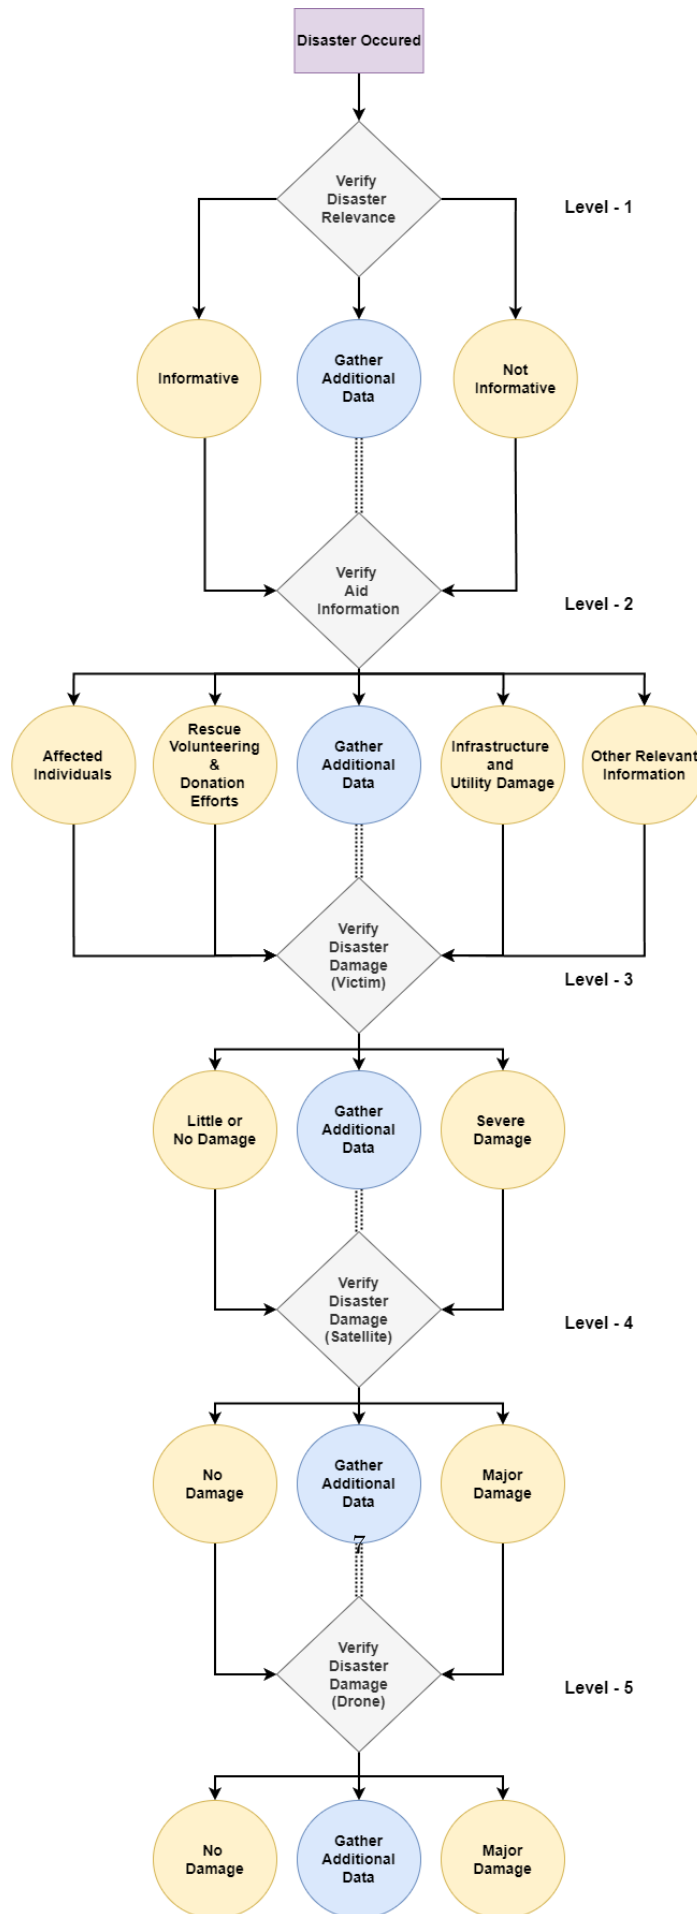 Disaster Occured
Verify
Disaster
Relevance
Level - 1
Informative
Gather
Additional
Data
Not
Informative
Verify
Aid
Information
Level - 2
Affected
Individuals
Rescue
Volunteering
&
Donation
Efforts
Gather
Additional
Data
Infrastructure
and
Utility Damage
Other Relevant
Information
Verify
Disaster
Damage
(Victim)
Level - 3
Little or
No Damage
Gather
Additional
Data
Severe
Damage
Verify
Disaster
Damage
(Satellite)
Level - 4
No
Damage
Gather
Additional
Data
Major
Damage
7
Verify
Disaster
Damage
(Drone)
Level - 5
No
Damage
Gather
Additional
Data
Major
Damage